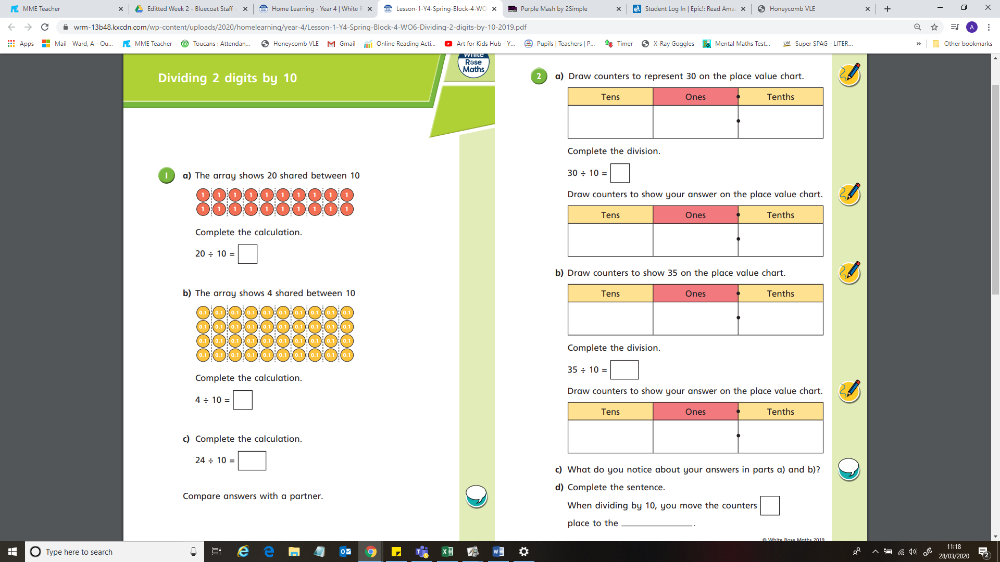 MME Teacher
Editted Week 2 - Bluecoat Staff -
Home Learning - Year 4 | White R
Lesson-1-Y4-Spring-Block-4-WO
Purple Mash by 2Simple
Student Log In | Epic!: Read Ama
Honeycomb VLE
wrm-13b48.kxcdn.com/wp-content/uploads/2020/homelearning/year-4/Lesson-1-Y4-Spring-Block-4-WO6-Dividing-2-digits-by-10-2019.pdf
A
Apps
Mail - Ward, A - Ou...
MME Teacher
Toucans : Attendan...
Honeycomb VLE
Gmail
Online Reading Acti...
Art for Kids Hub - Y...
Pupils | Teachers | P...
Timer
X-Ray Goggles
Mental Maths Test...
Super SPAG - LITER...
»
Other bookmarks
White
Rose
Maths
Dividing 2 digits by 10
1 a) The array shows 20 shared between 10
1 1 1 1 1 1 1 1 1 1
1 1 1 1 1 1 1 1 1 1
Complete the calculation.
20 ÷ 10 =
b) The array shows 4 shared between 10
0.1 0.1 0.1 0.1 0.1 0.1 0.1 0.1 0.1 0.1
0.1 0.1 0.1 0.1 0.1 0.1 0.1 0.1 0.1 0.1
0.1 0.1 0.1 0.1 0.1 0.1 0.1 0.1 0.1 0.1
0.1 0.1 0.1 0.1 0.1 0.1 0.1 0.1 0.1 0.1
Complete the calculation.
4 ÷ 10 =
c) Complete the calculation.
24 ÷ 10 =
Compare answers with a partner.
2 a) Draw counters to represent 30 on the place value chart.
Tens Ones Tenths
Complete the division.
30 ÷ 10 =
Draw counters to show your answer on the place value chart.
Tens Ones Tenths
b) Draw counters to show 35 on the place value chart.
Tens Ones Tenths
Complete the division.
35 ÷ 10 =
Draw counters to show your answer on the place value chart.
Tens Ones Tenths
c) What do you notice about your answers in parts a) and b)?
d) Complete the sentence.
When dividing by 10, you move the counters
place to the ____________.
© White Rose Maths 2019
Type here to search
11:18
28/03/2020
2